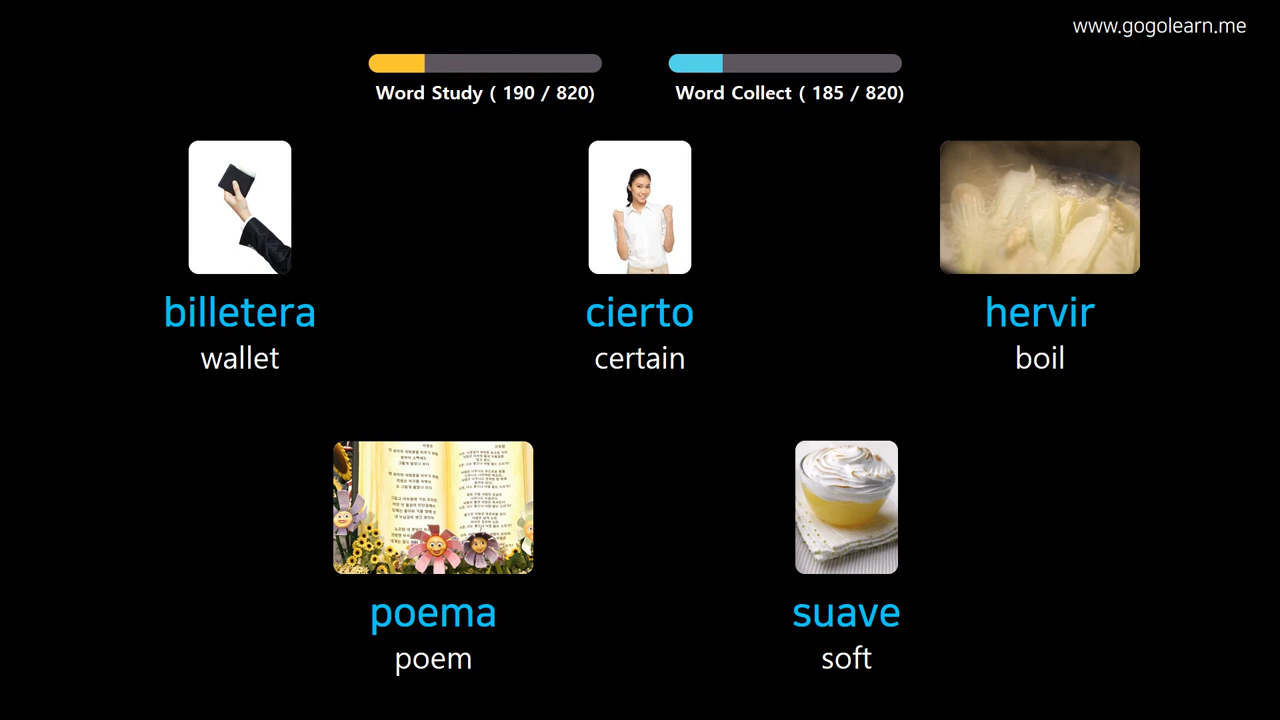 www.gogolearn.me
Word Study ( 190 / 820)
Word Collect ( 185 / 820)
billetera
wallet
cierto
certain
hervir
boil
poema
poem
suave
soft